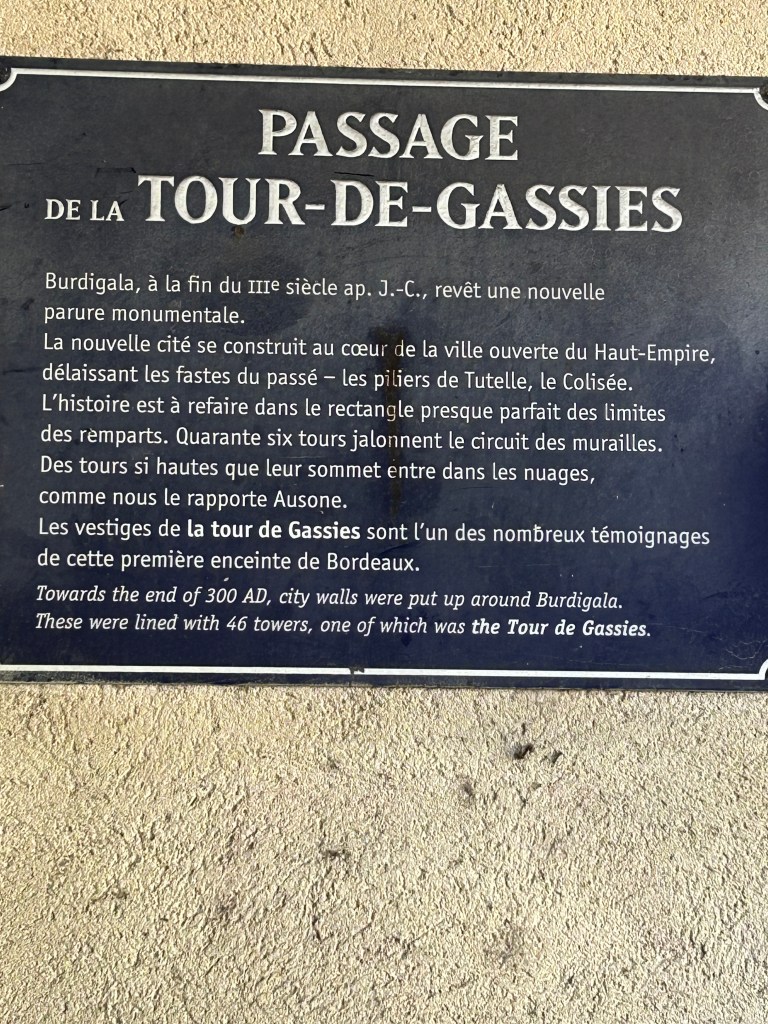 PASSAGE
DE LA TOUR-DE-GASSIES
Burdigala, à la fin du IIIe siècle ap. J.-C., revêt une nouvelle
parure monumentale.
La nouvelle cité se construit au cœur de la ville ouverte du Haut-Empire,
délaissant les fastes du passé – les piliers de Tutelle, le Colisée.
L'histoire est à refaire dans le rectangle presque parfait des limites
des remparts. Quarante six tours jalonnent le circuit des murailles.
Des tours si hautes que leur sommet entre dans les nuages,
comme nous le rapporte Ausone.
Les vestiges de la tour de Gassies sont l'un des nombreux témoignages
de cette première enceinte de Bordeaux.
Towards the end of 300 AD, city walls were put up around Burdigala.
These were lined with 46 towers, one of which was the Tour de Gassies.